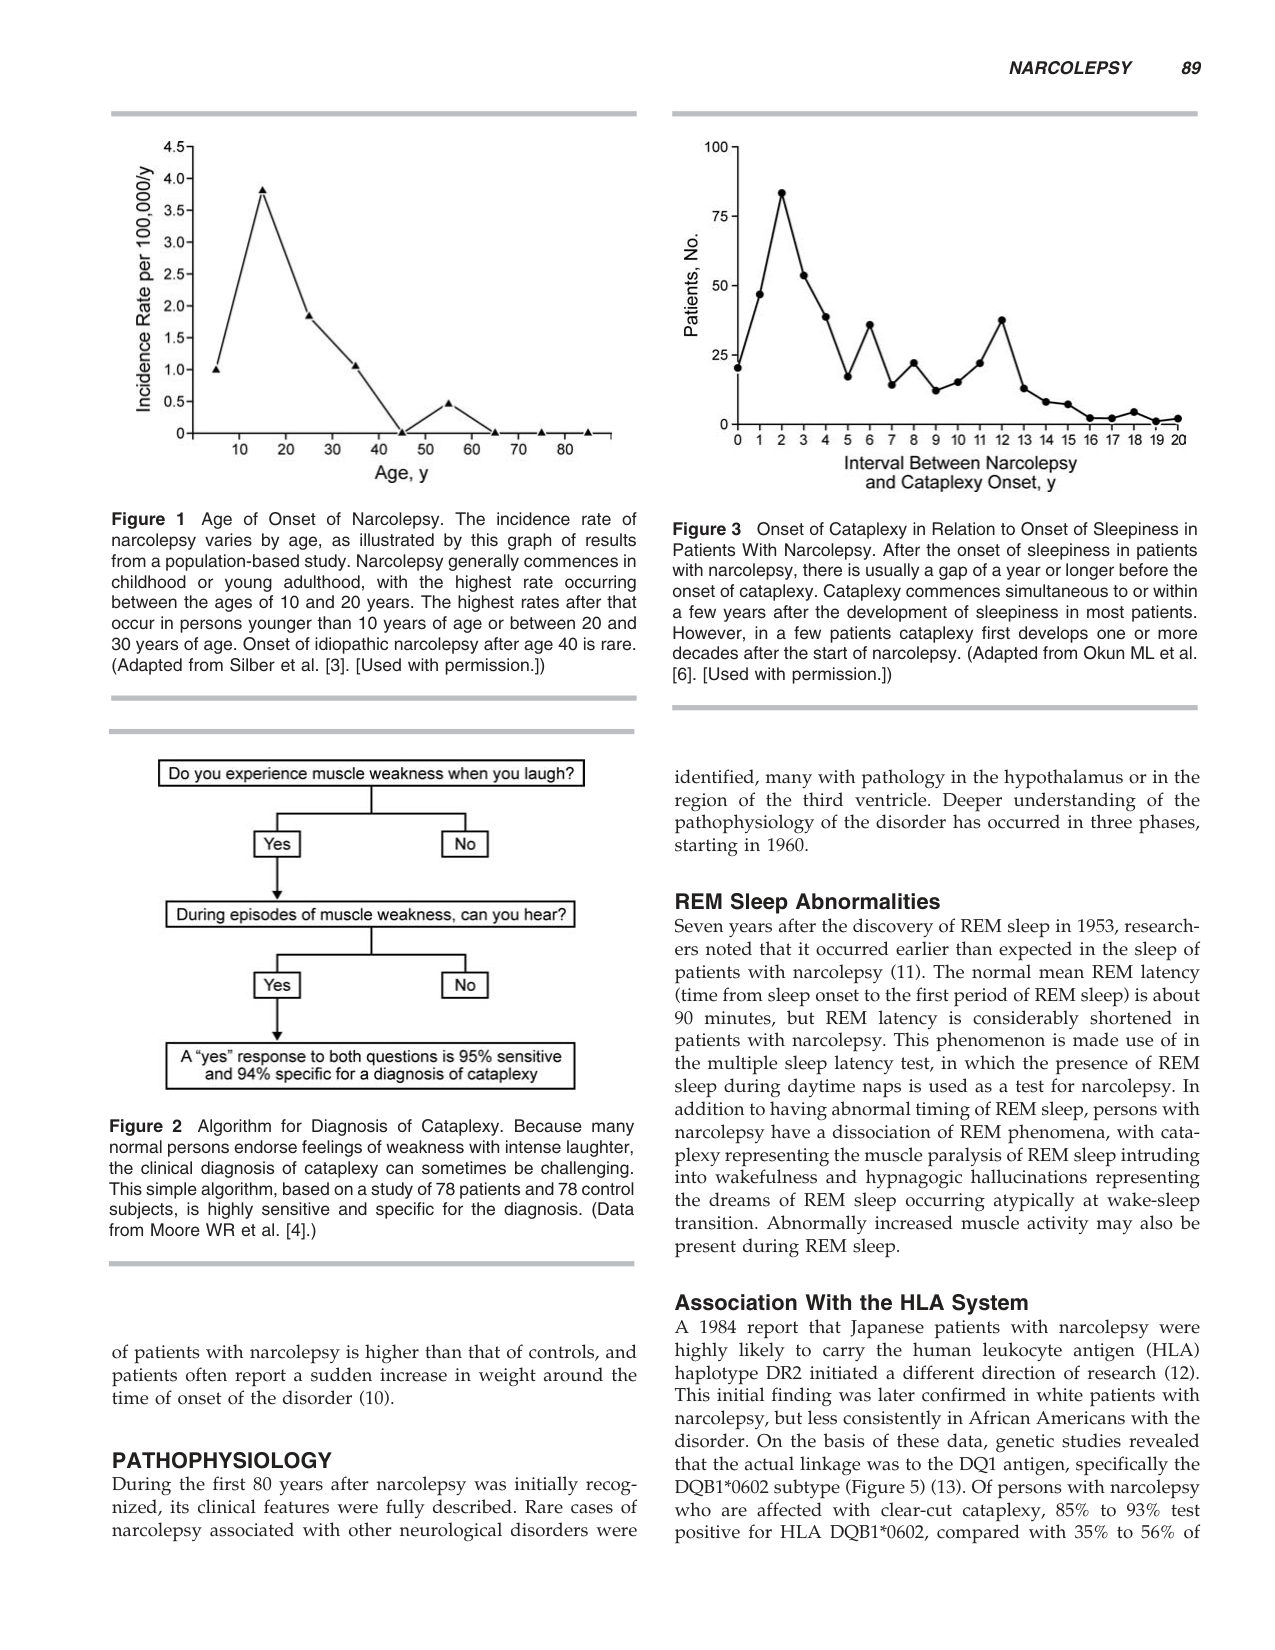 NARCOLEPSY 89
4.5
4.0
3.5
3.0
2.5
2.0
1.5
1.0
0.5
0
Incidence Rate per 100,000/y
10 20 30 40 50 60 70 80
Age, y
Figure 1 Age of Onset of Narcolepsy. The incidence rate of
narcolepsy varies by age, as illustrated by this graph of results
from a population-based study. Narcolepsy generally commences in
childhood or young adulthood, with the highest rate occurring
between the ages of 10 and 20 years. The highest rates after that
occur in persons younger than 10 years of age or between 20 and
30 years of age. Onset of idiopathic narcolepsy after age 40 is rare.
(Adapted from Silber et al. [3]. [Used with permission.])
Do you experience muscle weakness when you laugh?
Yes No
During episodes of muscle weakness, can you hear?
Yes No
A “yes” response to both questions is 95% sensitive
and 94% specific for a diagnosis of cataplexy
Figure 2 Algorithm for Diagnosis of Cataplexy. Because many
normal persons endorse feelings of weakness with intense laughter,
the clinical diagnosis of cataplexy can sometimes be challenging.
This simple algorithm, based on a study of 78 patients and 78 control
subjects, is highly sensitive and specific for the diagnosis. (Data
from Moore WR et al. [4].)
of patients with narcolepsy is higher than that of controls, and
patients often report a sudden increase in weight around the
time of onset of the disorder (10).
PATHOPHYSIOLOGY
During the first 80 years after narcolepsy was initially recog-
nized, its clinical features were fully described. Rare cases of
narcolepsy associated with other neurological disorders were
100
75
50
25
0
Patients, No.
0 1 2 3 4 5 6 7 8 9 10 11 12 13 14 15 16 17 18 19 20
Interval Between Narcolepsy
and Cataplexy Onset, y
Figure 3 Onset of Cataplexy in Relation to Onset of Sleepiness in
Patients With Narcolepsy. After the onset of sleepiness in patients
with narcolepsy, there is usually a gap of a year or longer before the
onset of cataplexy. Cataplexy commences simultaneous to or within
a few years after the development of sleepiness in most patients.
However, in a few patients cataplexy first develops one or more
decades after the start of narcolepsy. (Adapted from Okun ML et al.
[6]. [Used with permission.])
identified, many with pathology in the hypothalamus or in the
region of the third ventricle. Deeper understanding of the
pathophysiology of the disorder has occurred in three phases,
starting in 1960.
REM Sleep Abnormalities
Seven years after the discovery of REM sleep in 1953, research-
ers noted that it occurred earlier than expected in the sleep of
patients with narcolepsy (11). The normal mean REM latency
(time from sleep onset to the first period of REM sleep) is about
90 minutes, but REM latency is considerably shortened in
patients with narcolepsy. This phenomenon is made use of in
the multiple sleep latency test, in which the presence of REM
sleep during daytime naps is used as a test for narcolepsy. In
addition to having abnormal timing of REM sleep, persons with
narcolepsy have a dissociation of REM phenomena, with cata-
plexy representing the muscle paralysis of REM sleep intruding
into wakefulness and hypnagogic hallucinations representing
the dreams of REM sleep occurring atypically at wake-sleep
transition. Abnormally increased muscle activity may also be
present during REM sleep.
Association With the HLA System
A 1984 report that Japanese patients with narcolepsy were
highly likely to carry the human leukocyte antigen (HLA)
haplotype DR2 initiated a different direction of research (12).
This initial finding was later confirmed in white patients with
narcolepsy, but less consistently in African Americans with the
disorder. On the basis of these data, genetic studies revealed
that the actual linkage was to the DQ1 antigen, specifically the
DQB1*0602 subtype (Figure 5) (13). Of persons with narcolepsy
who are affected with clear-cut cataplexy, 85% to 93% test
positive for HLA DQB1*0602, compared with 35% to 56% of